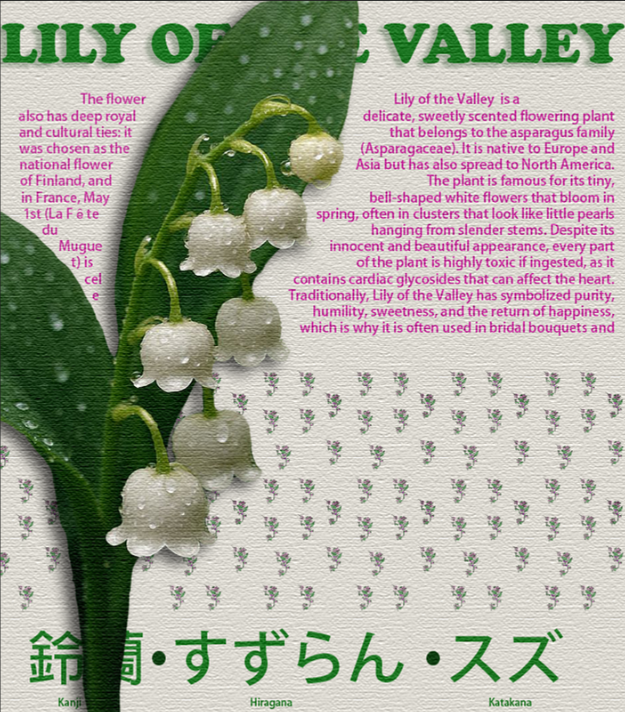 LILY OF E VALLEY
The flower
also has deep royal
and cultural ties: it
was chosen as the
national flower
of Finland, and
in France, May
1st (La F ê te
du
Mugue
t) is
cel
e
Lily of the Valley is a
delicate, sweetly scented flowering plant
that belongs to the asparagus family
(Asparagaceae). It is native to Europe and
Asia but has also spread to North America.
The plant is famous for its tiny,
bell-shaped white flowers that bloom in
spring, often in clusters that look like little pearls
hanging from slender stems. Despite its
innocent and beautiful appearance, every part
of the plant is highly toxic if ingested, as it
contains cardiac glycosides that can affect the heart.
Traditionally, Lily of the Valley has symbolized purity,
humility, sweetness, and the return of happiness,
which is why it is often used in bridal bouquets and
鈴蘭•すずらん •スズ
Kanji Hiragana Katakana